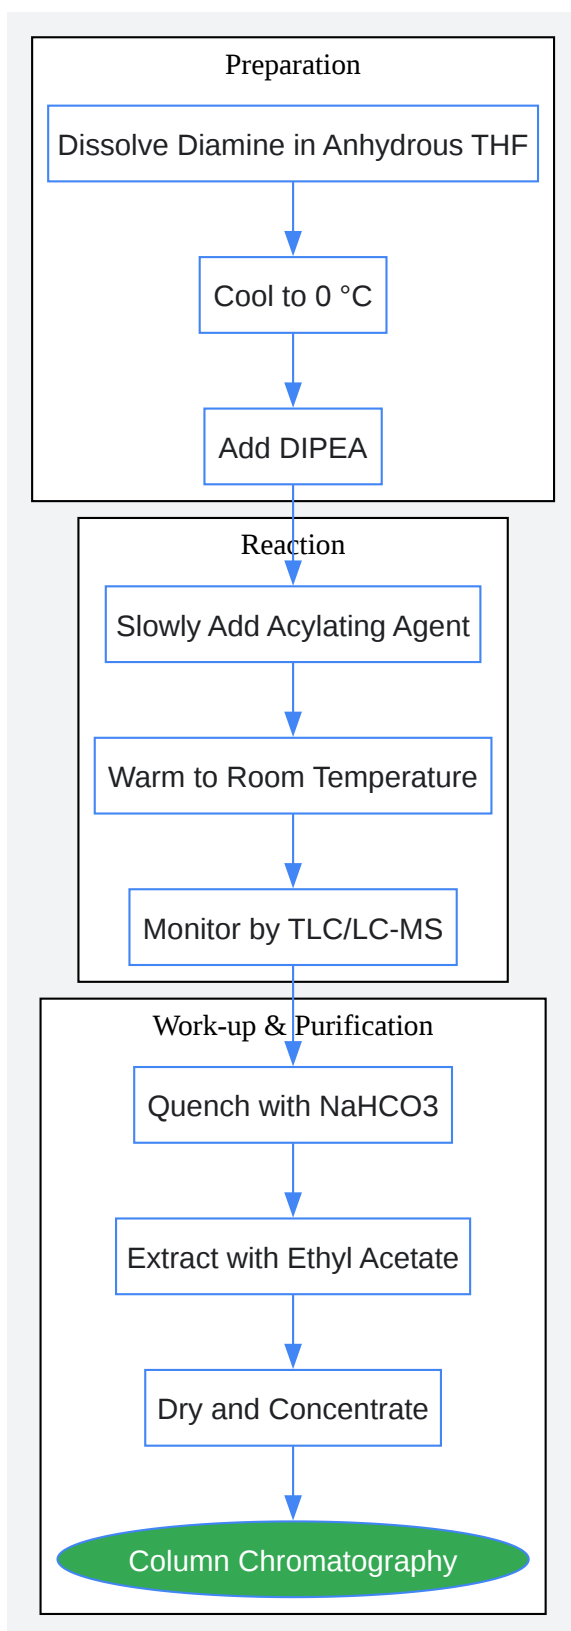 Preparation
Dissolve Diamine in Anhydrous THF
Cool to 0 °C
Add DIPEA
Reaction
Slowly Add Acylating Agent
Warm to Room Temperature
Monitor by TLC/LC-MS
Work-up & Purification
Quench with NaHCO3
Extract with Ethyl Acetate
Dry and Concentrate
Column Chromatography